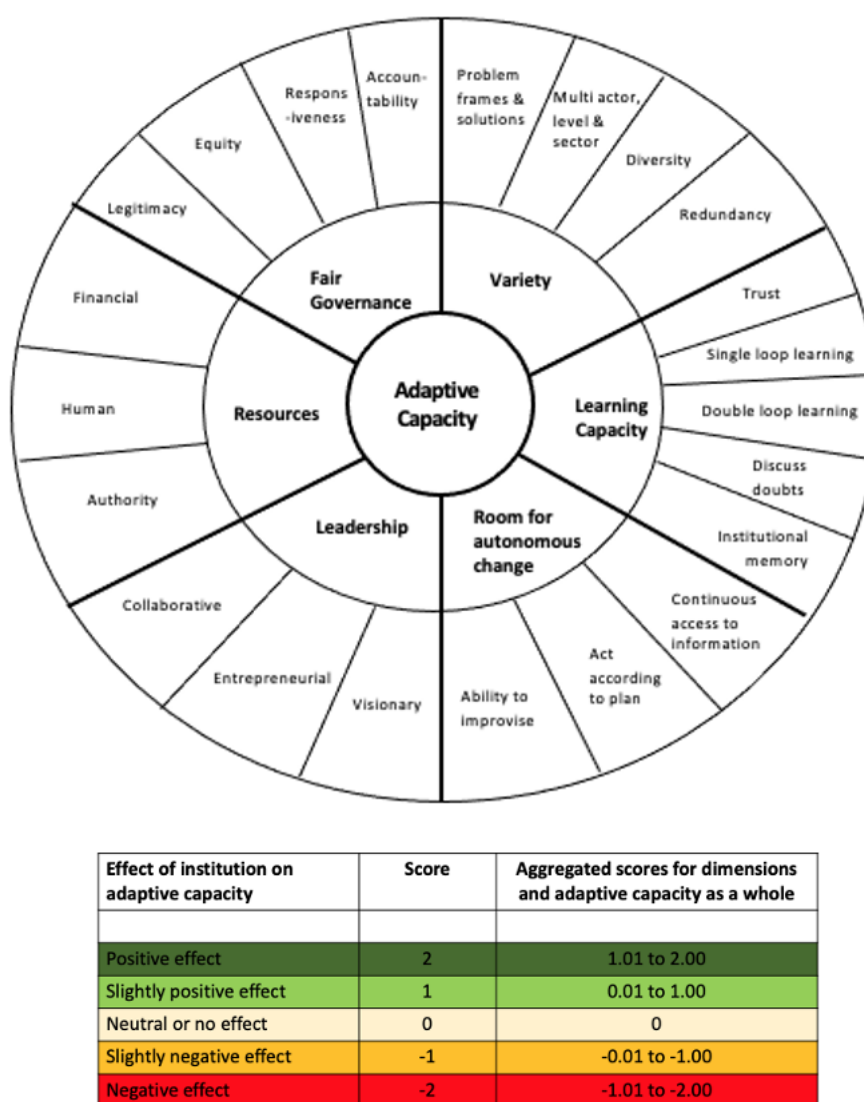 Accoun-
tability
Problem
frames &
solutions
Respons
-iveness
Multi actor,
level &
sector
Equity
Diversity
Legitimacy
Redundancy
Fair
Governance
Variety
Financial
Trust
Single loop learning
Human
Resources
Adaptive
Capacity
Learning
Capacity
Double loop learning
Authority
Discuss
doubts
Leadership
Room for
autonomous
change
Institutional
memory
Collaborative
Continuous
access to
information
Entrepreneurial
Visionary
Ability to
improvise
Act
according
to plan
Effect of institution on
adaptive capacity
Score
Aggregated scores for dimensions
and adaptive capacity as a whole
Positive effect 2 1.01 to 2.00
Slightly positive effect 1 0.01 to 1.00
Neutral or no effect 0 0
Slightly negative effect -1 -0.01 to -1.00
Negative effect -2 -1.01 to -2.00